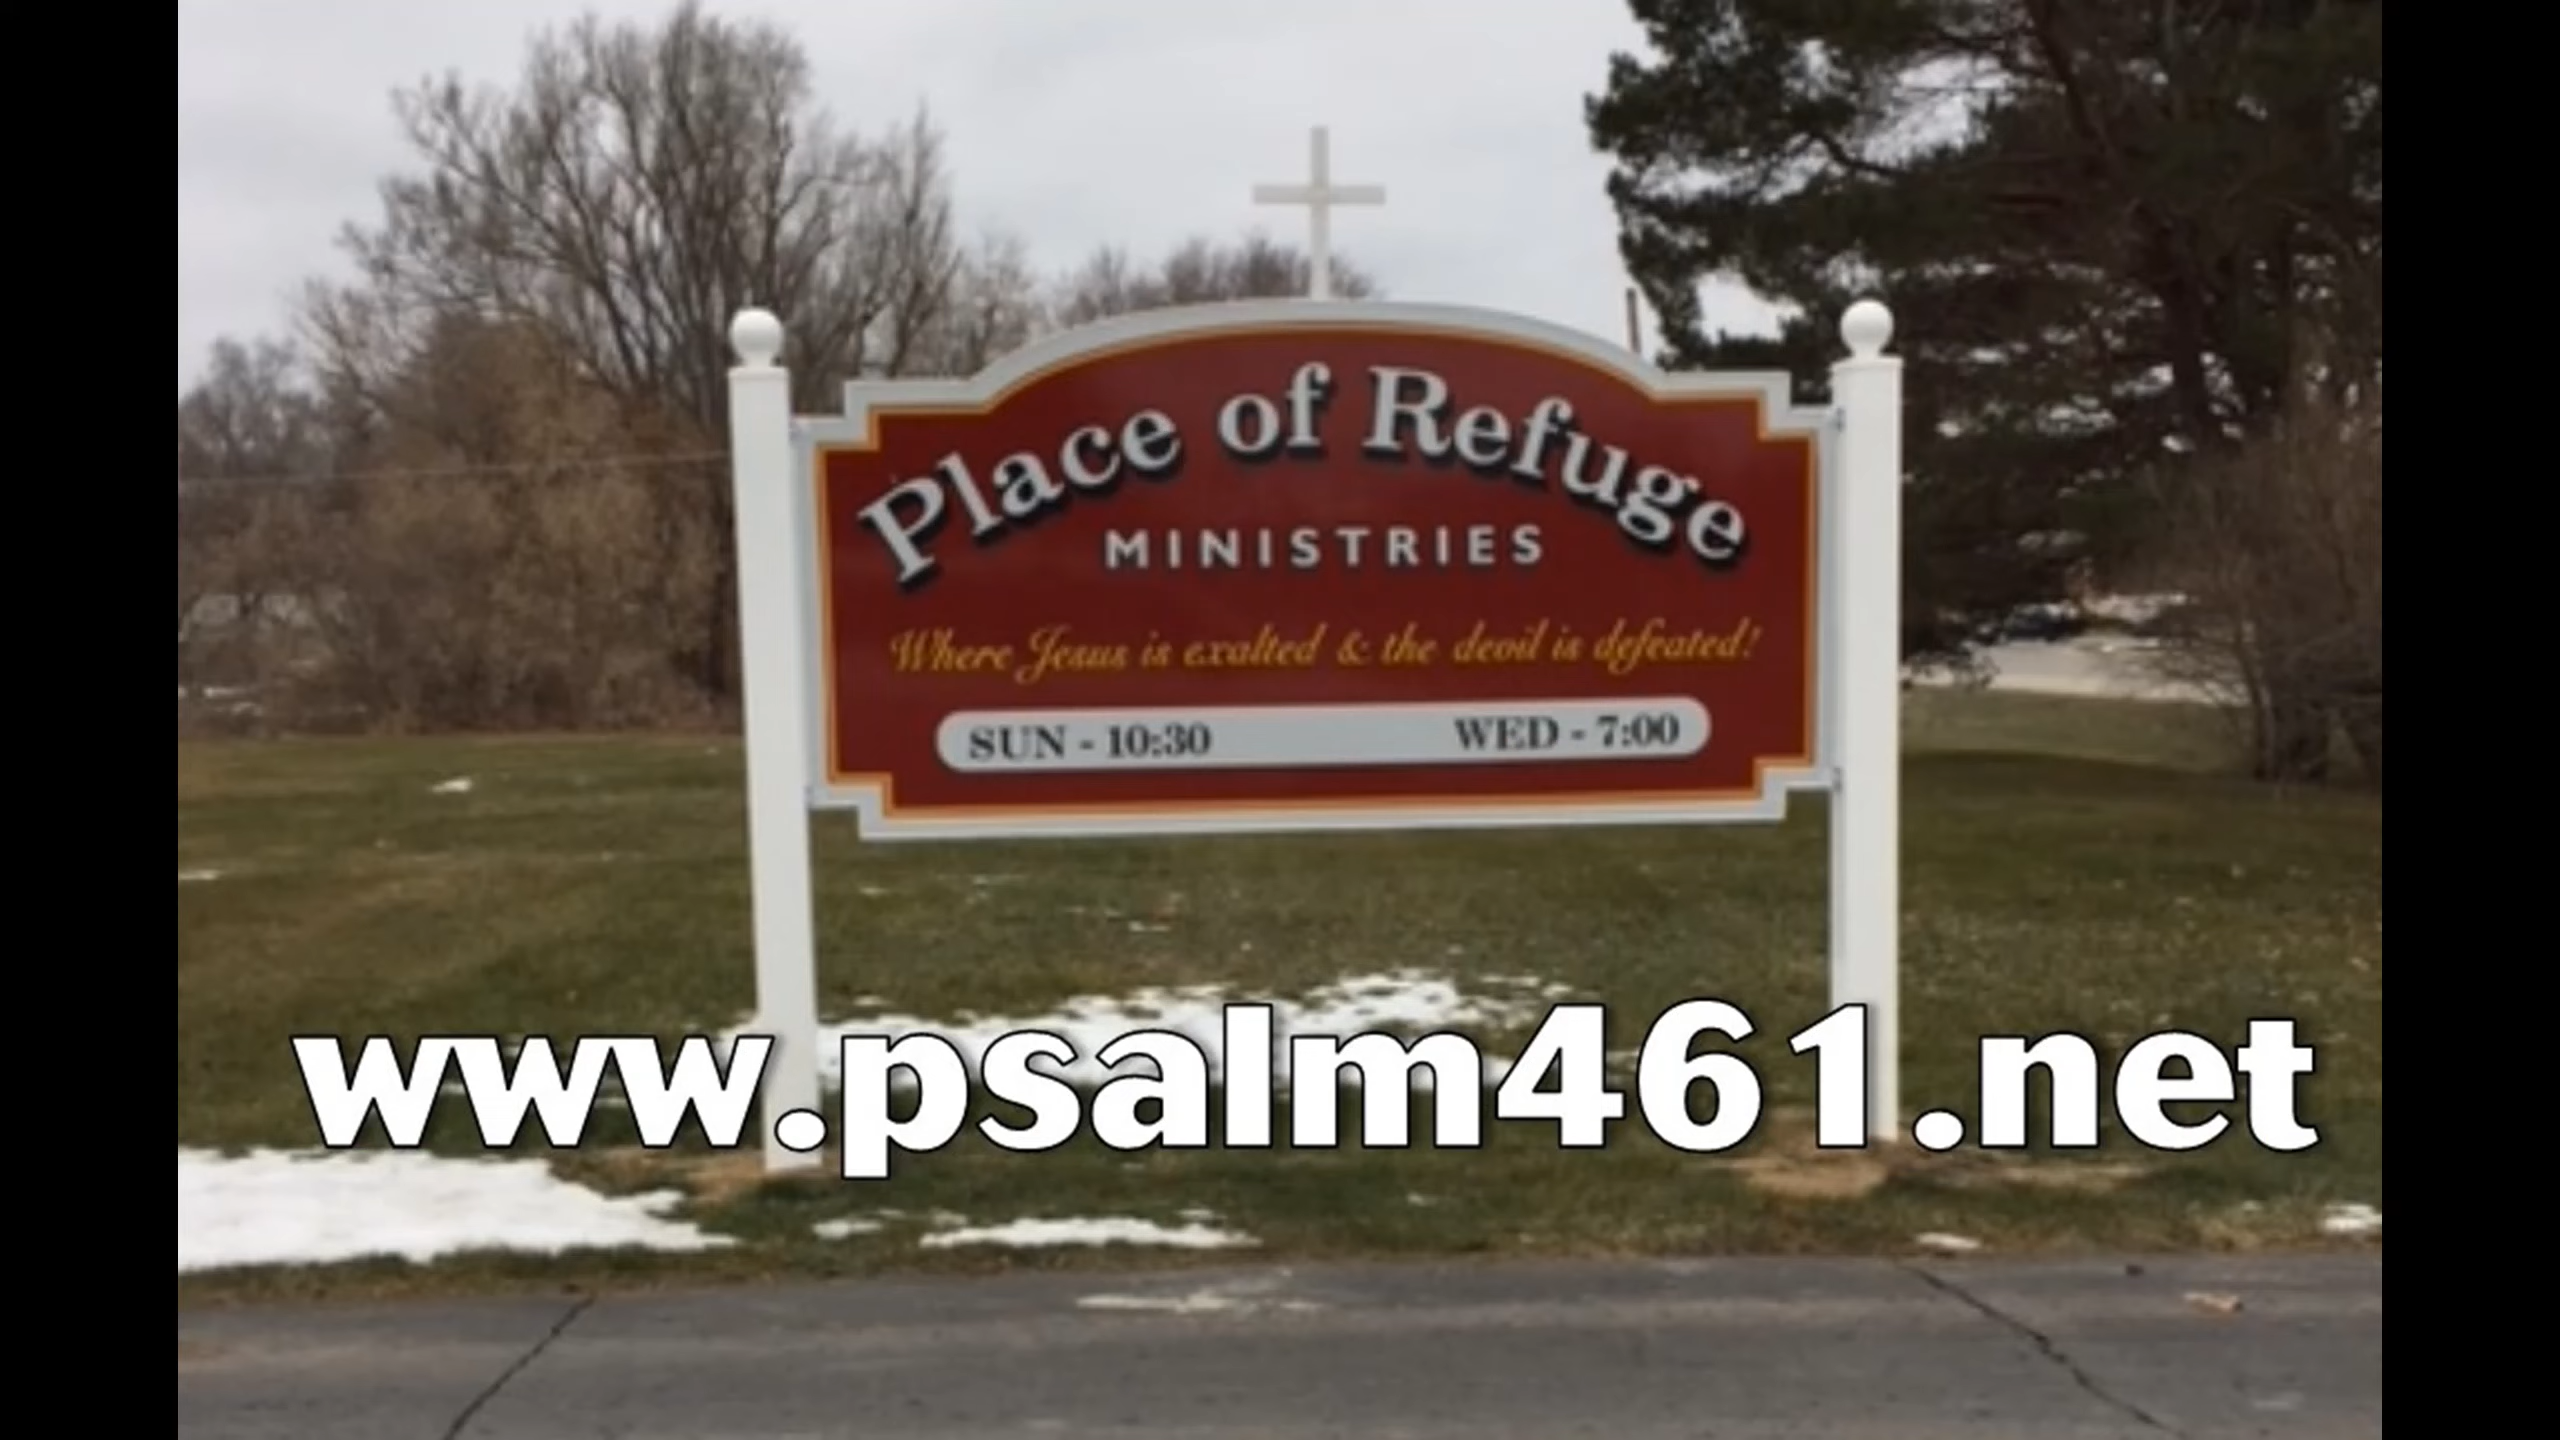 Place of Refuge
MINISTRIES
Where Jesus is exalted & the devil is defeated!
SUN - 10:30 WED - 7:00
www.psalm461.net